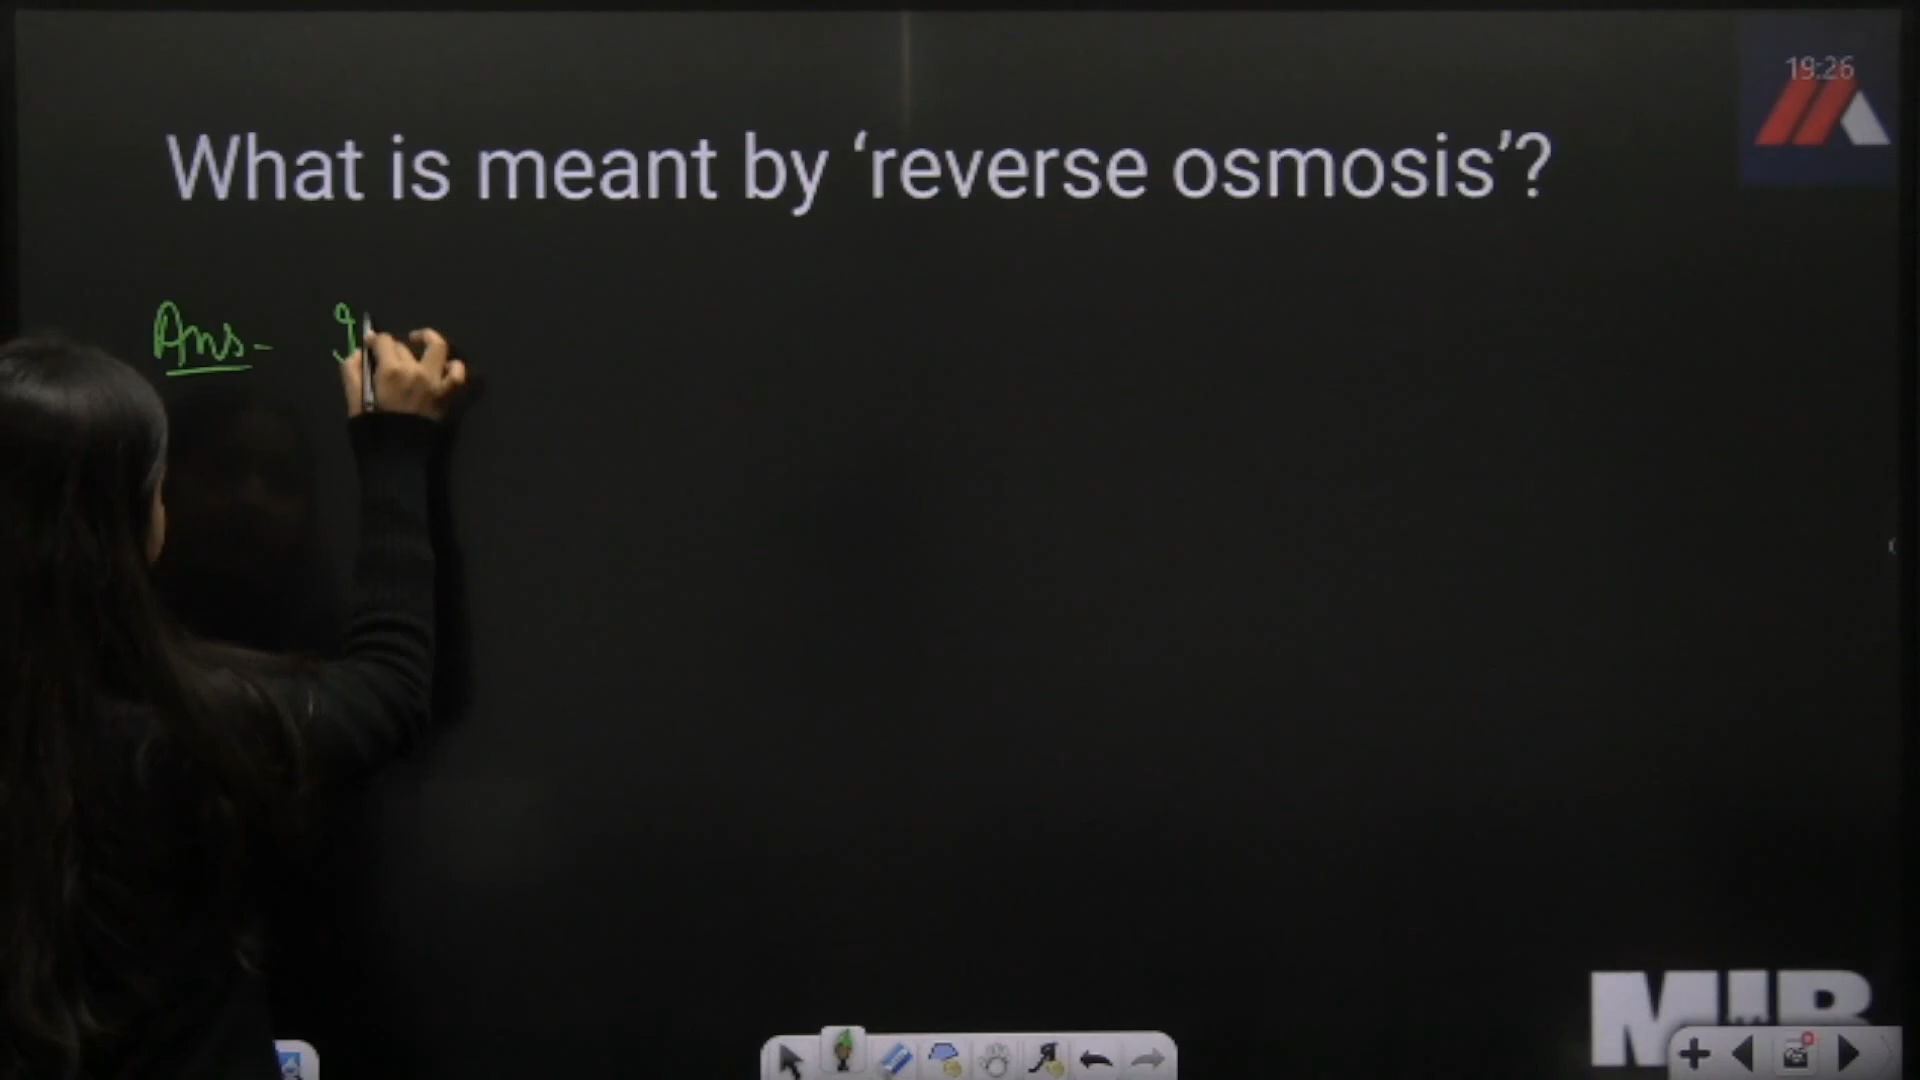 19:26
What is meant by ‘reverse osmosis’?
Ans-